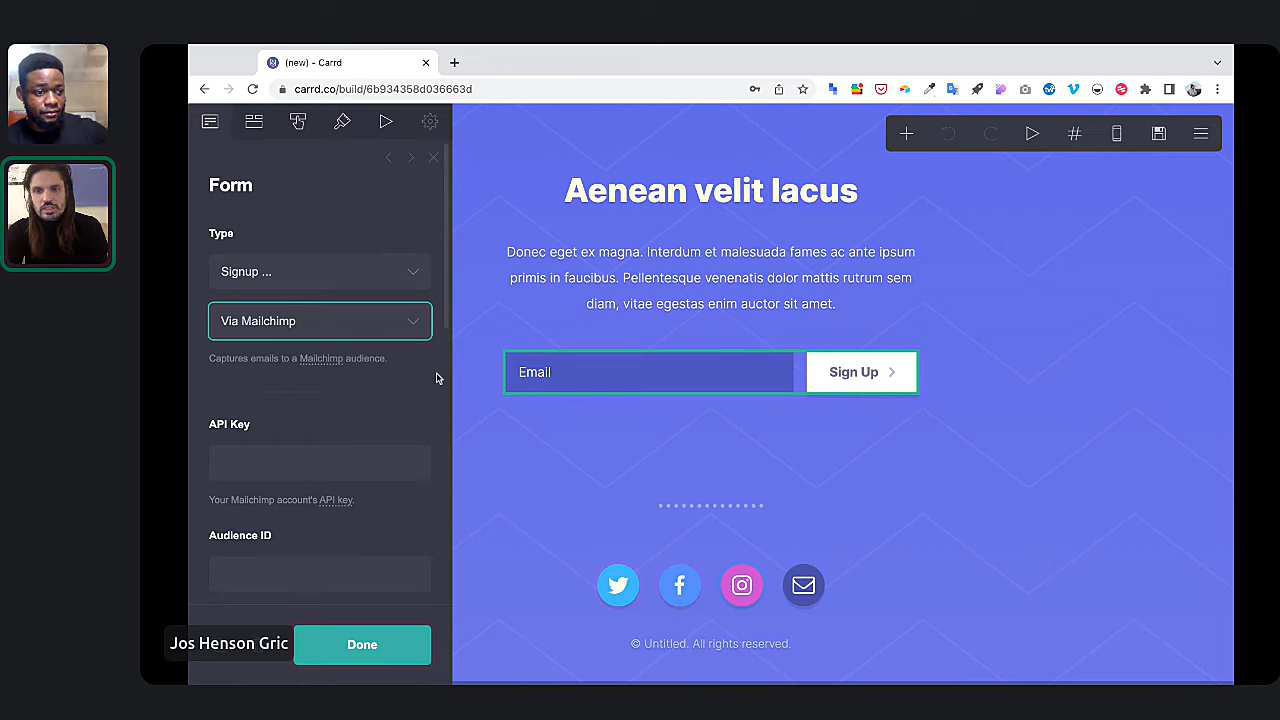 (new) - Carrd
carrd.co/build/6b934358d036663d
Form
Type
Signup ...
Via Mailchimp
Captures emails to a Mailchimp audience.
API Key
Your Mailchimp account's API key.
Audience ID
Done
Jos Henson Gric
Aenean velit lacus
Donec eget ex magna. Interdum et malesuada fames ac ante ipsum
primis in faucibus. Pellentesque venenatis dolor mattis rutrum sem
diam, vitae egestas enim auctor sit amet.
Email
Sign Up
© Untitled. All rights reserved.